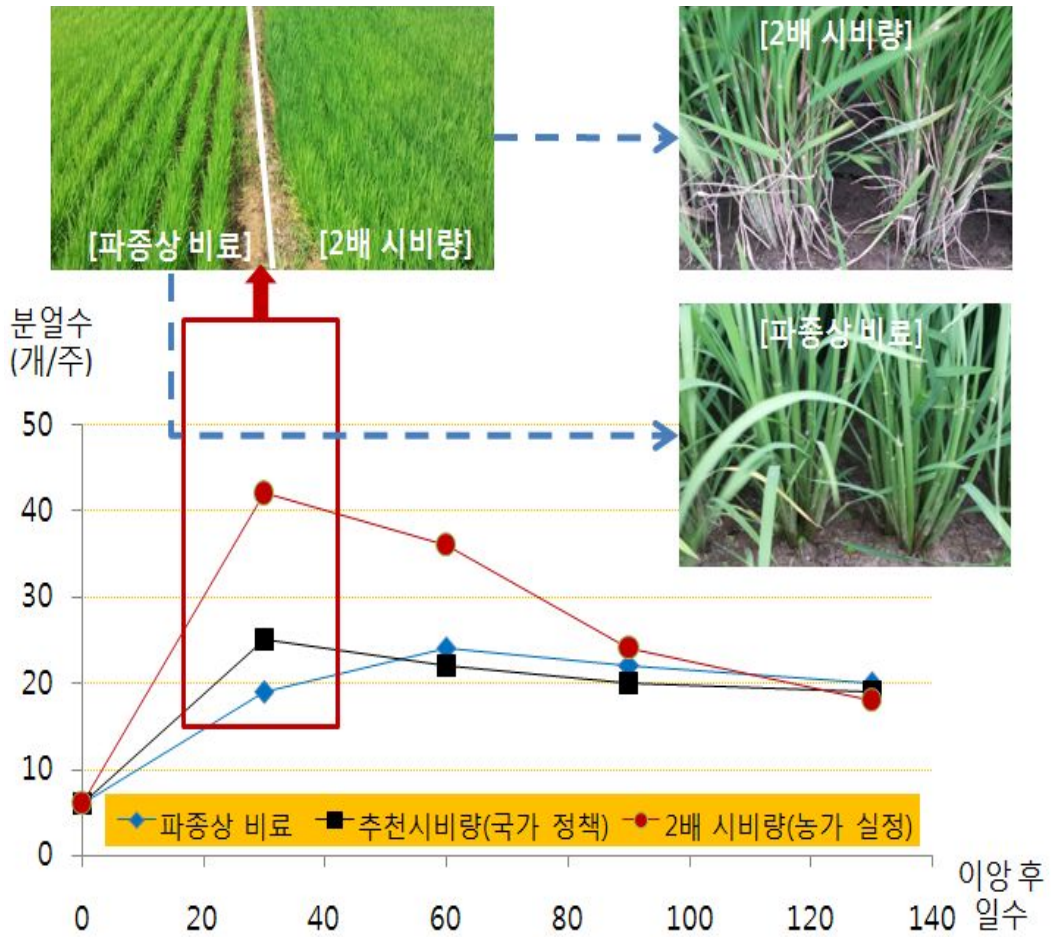 [2배 시비량]
[파종상 비료]
[2배 시비량]
[파종상 비료]
분얼수
(개/주)
50
40
30
20
10
0
파종상 비료
추천시비량(국가 정책)
2배 시비량(농가 실정)
0
20
40
60
80
100
120
140
이앙 후
일수